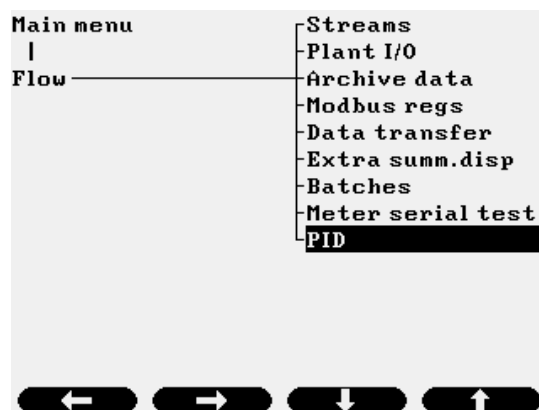 Main menu
Flow
Streams
Plant I/O
Archive data
Modbus regs
Data transfer
Extra summ.disp
Batches
Meter serial test
PID